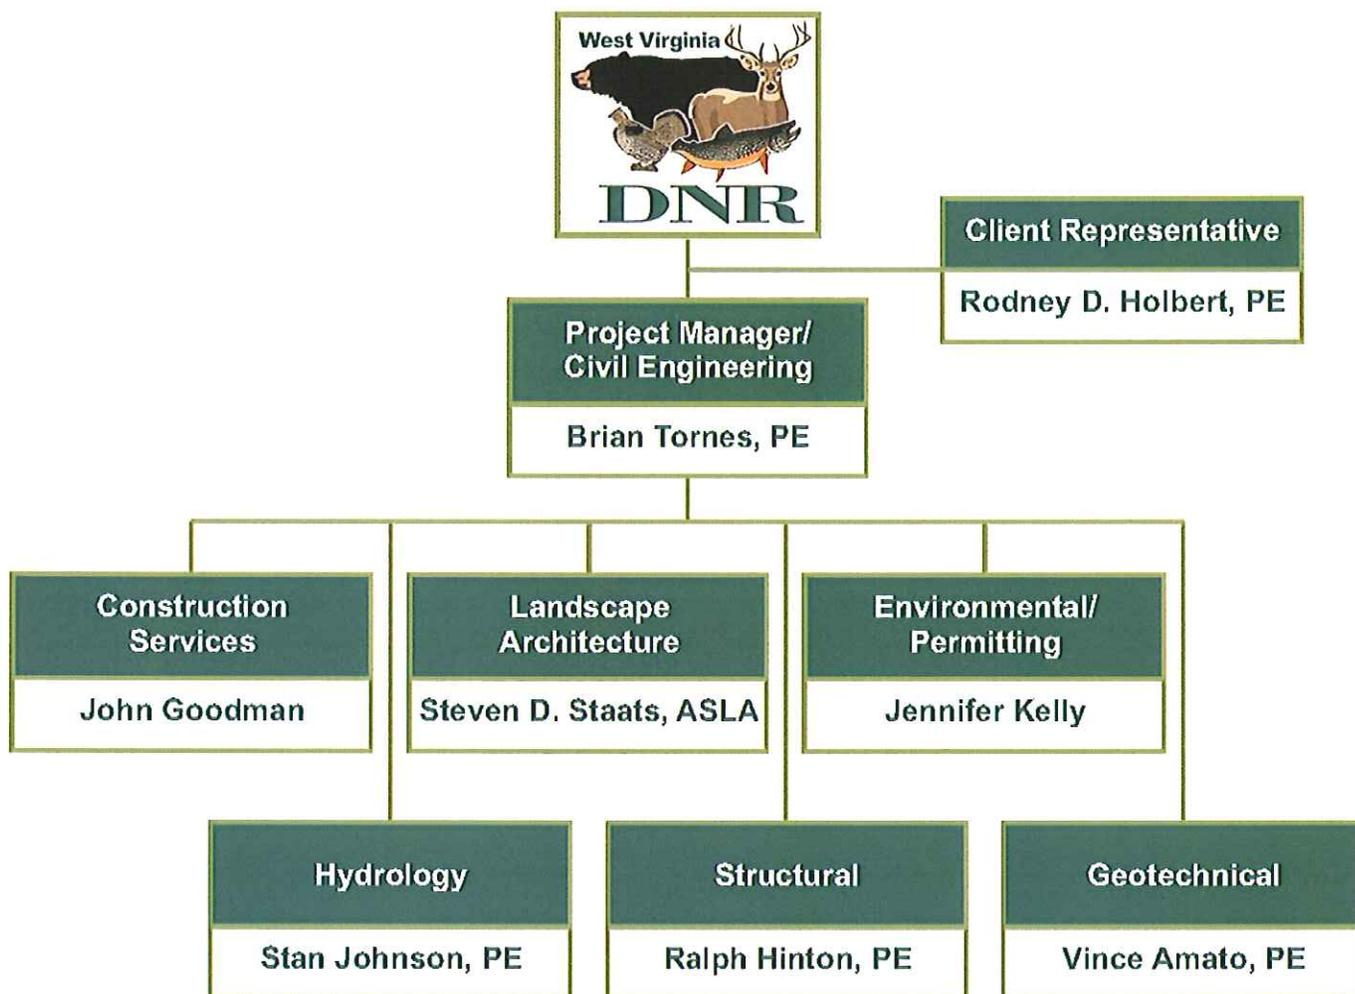 West Virginia
DNR
Client Representative
Rodney D. Holbert, PE
Project Manager/
Civil Engineering
Brian Tornes, PE
Construction
Services
John Goodman
Landscape
Architecture
Steven D. Staats, ASLA
Environmental/
Permitting
Jennifer Kelly
Hydrology
Stan Johnson, PE
Structural
Ralph Hinton, PE
Geotechnical
Vince Amato, PE